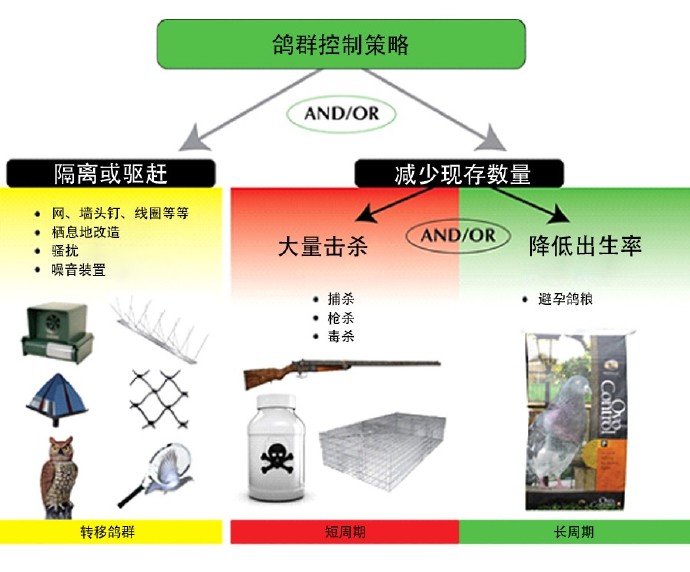 鸽群控制策略
AND/OR
隔离或驱赶
减少现存数量
• 网、墙头钉、线圈等等
• 栖息地改造
• 骚扰
• 噪音装置
大量击杀
AND/OR
降低出生率
• 捕杀
• 枪杀
• 毒杀
• 避孕鸽粮
Ovo
Control
转移鸽群
短周期
长周期